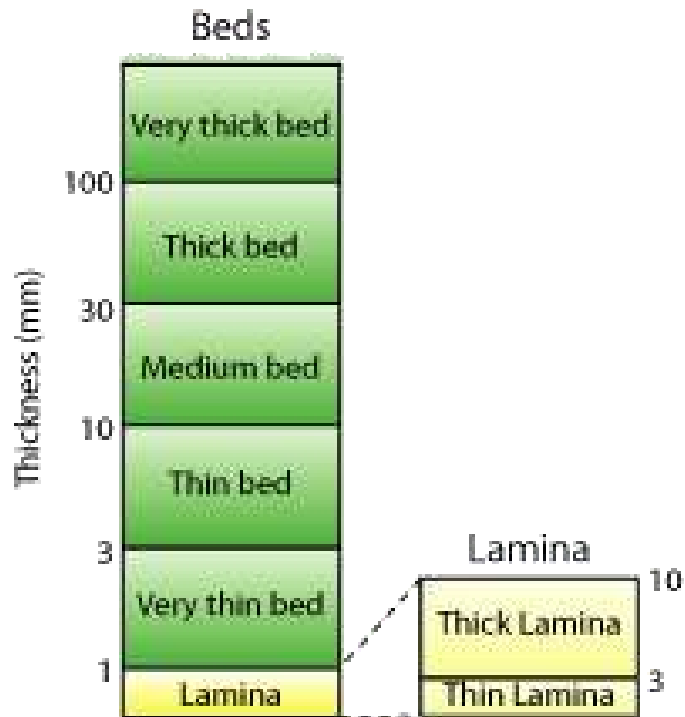 Beds
Very thick bed
100
Thick bed
30
Medium bed
10
Thin bed
3
Very thin bed
1
Lamina
Thickness (mm)
Lamina
10
Thick Lamina
3
Thin Lamina